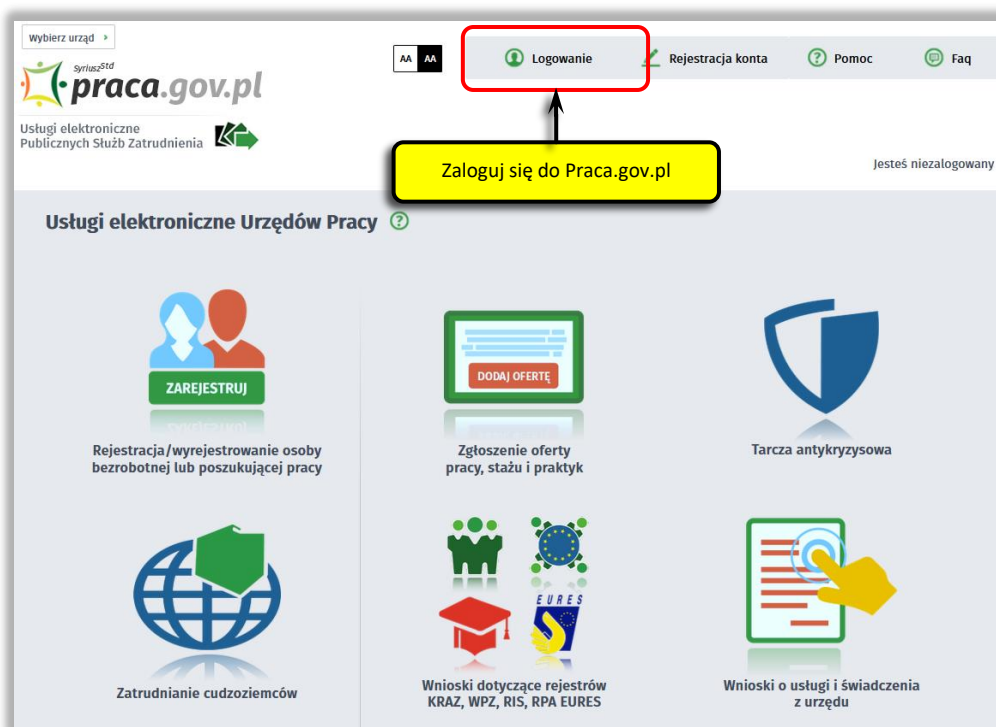 Wybierz urząd
AA AA
Logowanie
Rejestracja konta
Pomoc
Faq
Syriusz Std
praca.gov.pl
Usługi elektroniczne
Publicznych Służb Zatrudnienia
Zaloguj się do Praca.gov.pl
Jesteś niezalogowany
Usługi elektroniczne Urzędów Pracy
ZAREJESTRUJ
Rejestracja/wyrejestrowanie osoby
bezrobotnej lub poszukującej pracy
DODAJ OFERTĘ
Zgłoszenie oferty
pracy, stażu i praktyk
Tarcza antykryzysowa
Zatrudnianie cudzoziemców
EURES
Wnioski dotyczące rejestrów
KRAZ, WPZ, RIS, RPA EURES
Wnioski o usługi i świadczenia
z urzędu